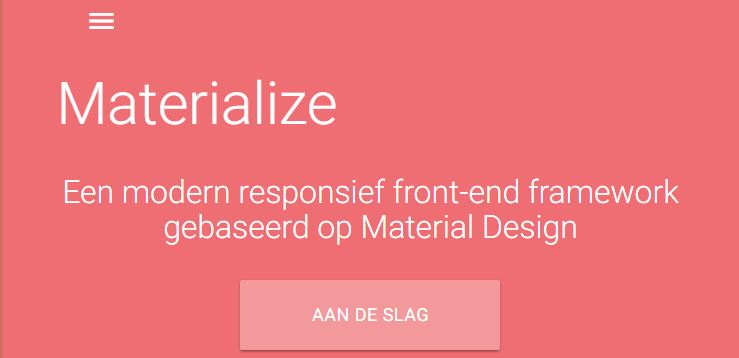 Materialize
Een modern responsief front-end framework
gebaseerd op Material Design
AAN DE SLAG